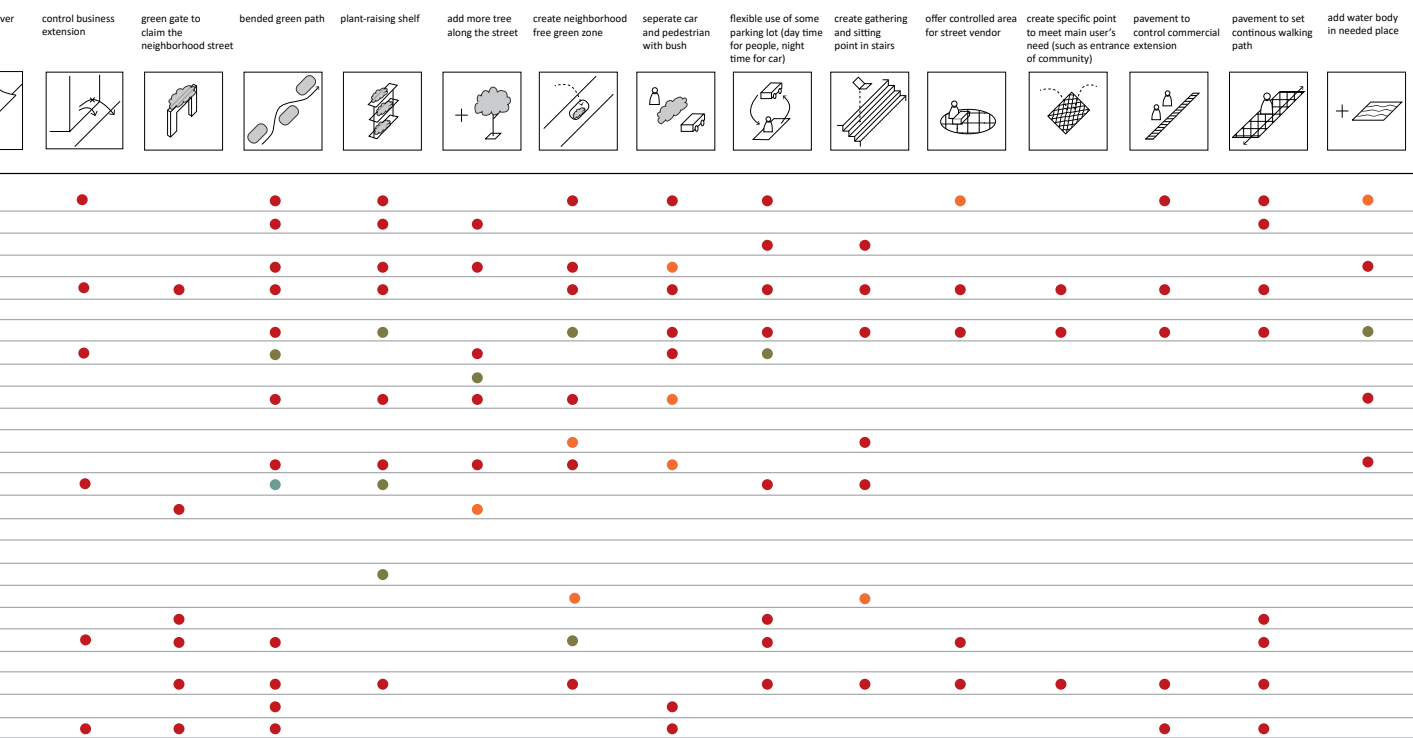 ver
control business
extension
green gate to
claim the
neighborhood street
bended green path
plant-raising shelf
add more tree
along the street
create neighborhood
free green zone
seperate car
and pedestrian
with bush
flexible use of some
parking lot (day time
for people, night
time for car)
create gathering
and sitting
point in stairs
offer controlled area
for street vendor
create specific point
to meet main user's
need (such as entrance
of community)
pavement to
control commercial
extension
pavement to set
continous walking
path
add water body
in needed place